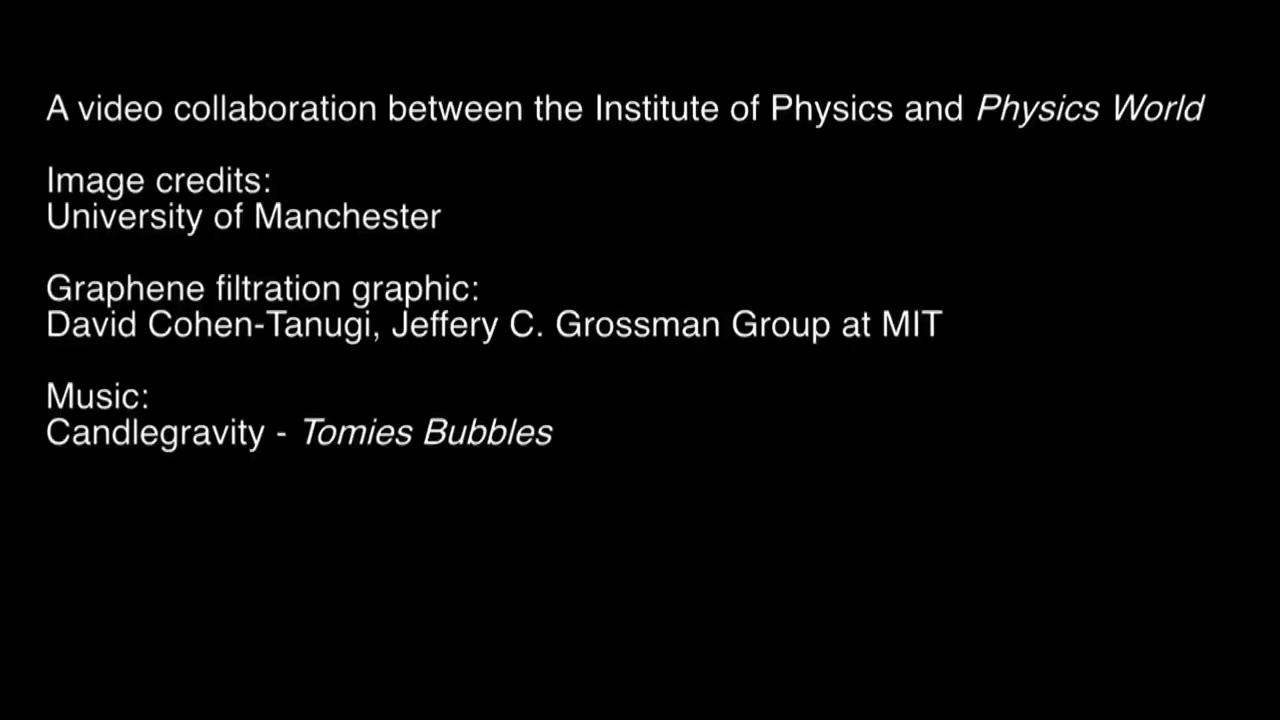 A video collaboration between the Institute of Physics and Physics World
Image credits:
University of Manchester
Graphene filtration graphic:
David Cohen-Tanugi, Jeffery C. Grossman Group at MIT
Music:
Candlegravity - Tomies Bubbles